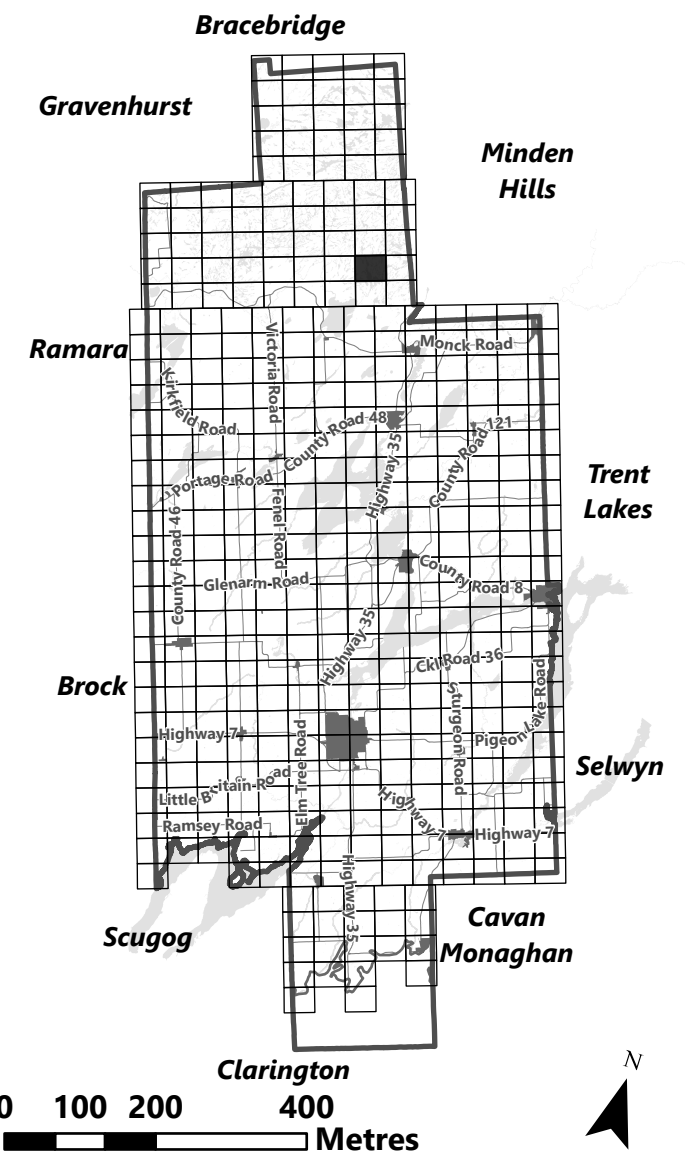 Bracebridge
Gravenhurst
Minden
Hills
Ramara
Monck Road
Victoria Road
Kirkfield Road
County Road 48
County Road 121
Highway 35
Portage Road
Trent
Lakes
Fenel Road
County Road 46
Glenarm Road
County Road 8
Highway 35
Ckl Road 36
Brock
Sturgeon Road
Pigeon Lake Road
Highway 7
Elm Tree Road
Selwyn
Little Britain Road
Highway 7
Ramsey Road
Highway 7
Highway 35
Scugog
Cavan
Monaghan
Clarington
N
0 100 200 400
Metres